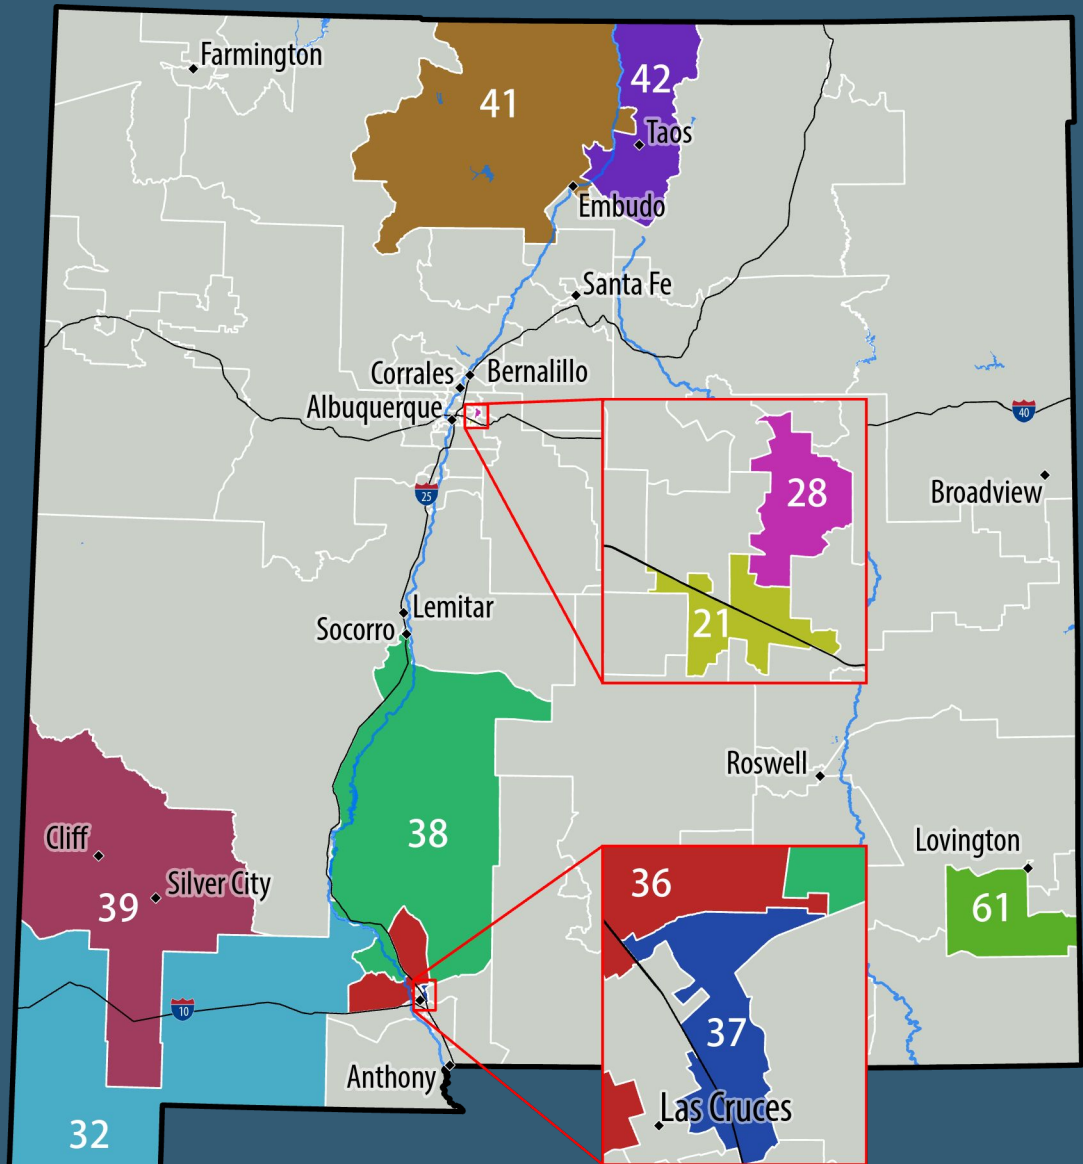 Farmington
41
42
Taos
Embudo
Santa Fe
Corrales
Bernalillo
Albuquerque
40
28
Broadview
25
21
Lemitar
Socorro
Roswell
38
Cliff
Lovington
Silver City
39
36
61
10
37
Anthony
Las Cruces
32